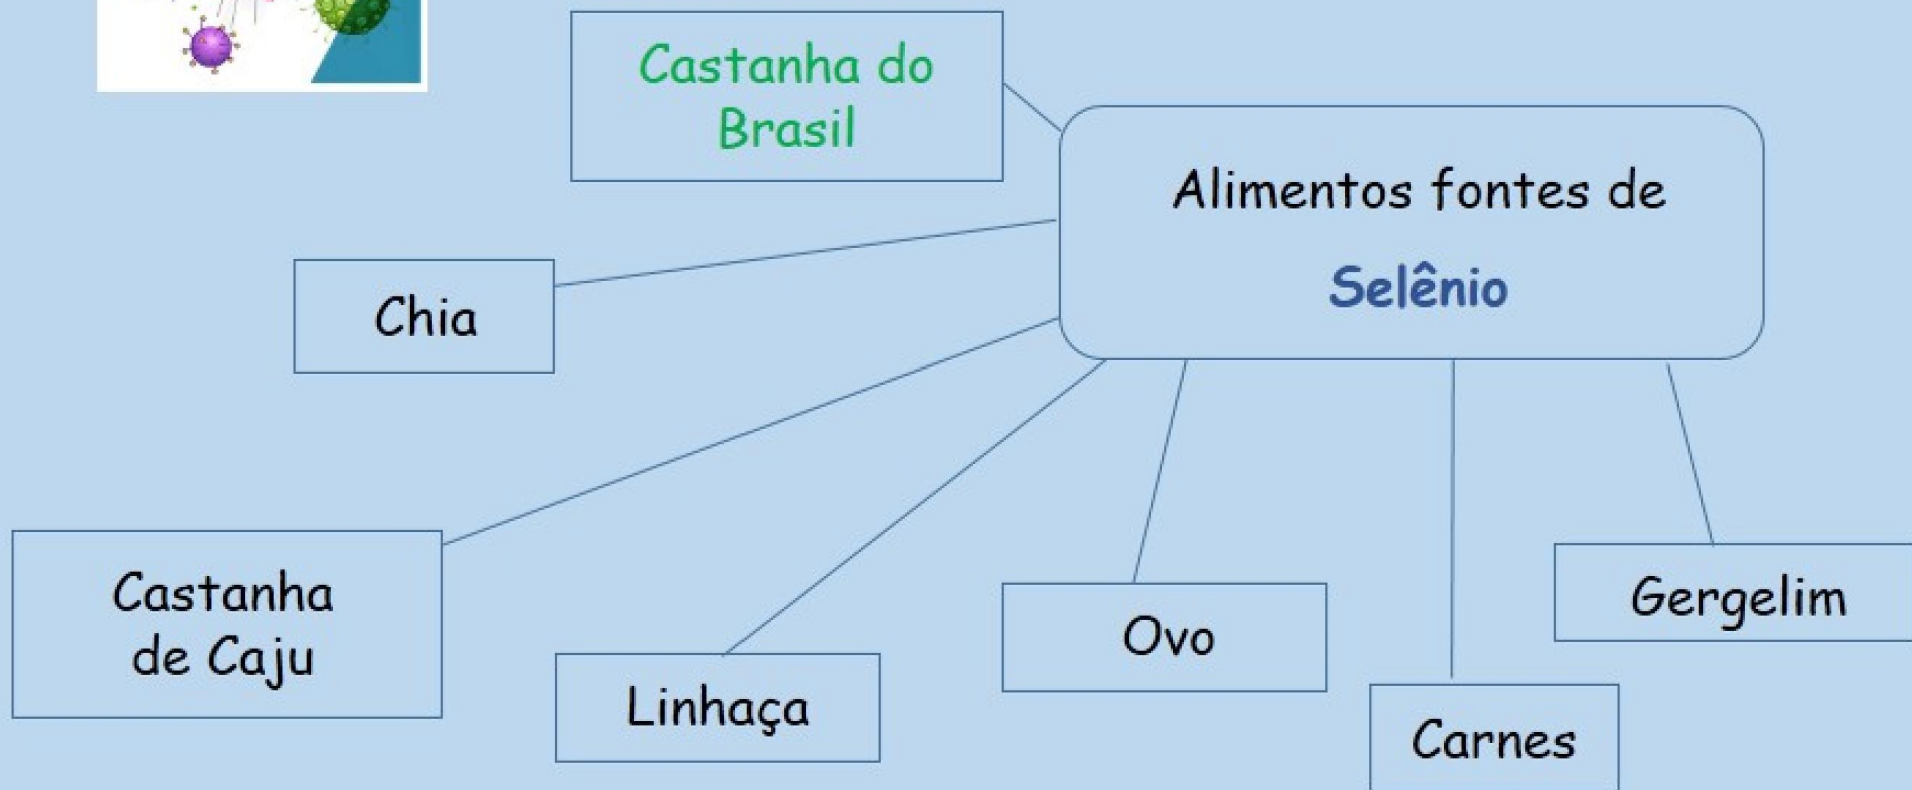 Castanha do
Brasil
Alimentos fontes de
Selênio
Chia
Castanha
de Caju
Linhaça
Ovo
Carnes
Gergelim